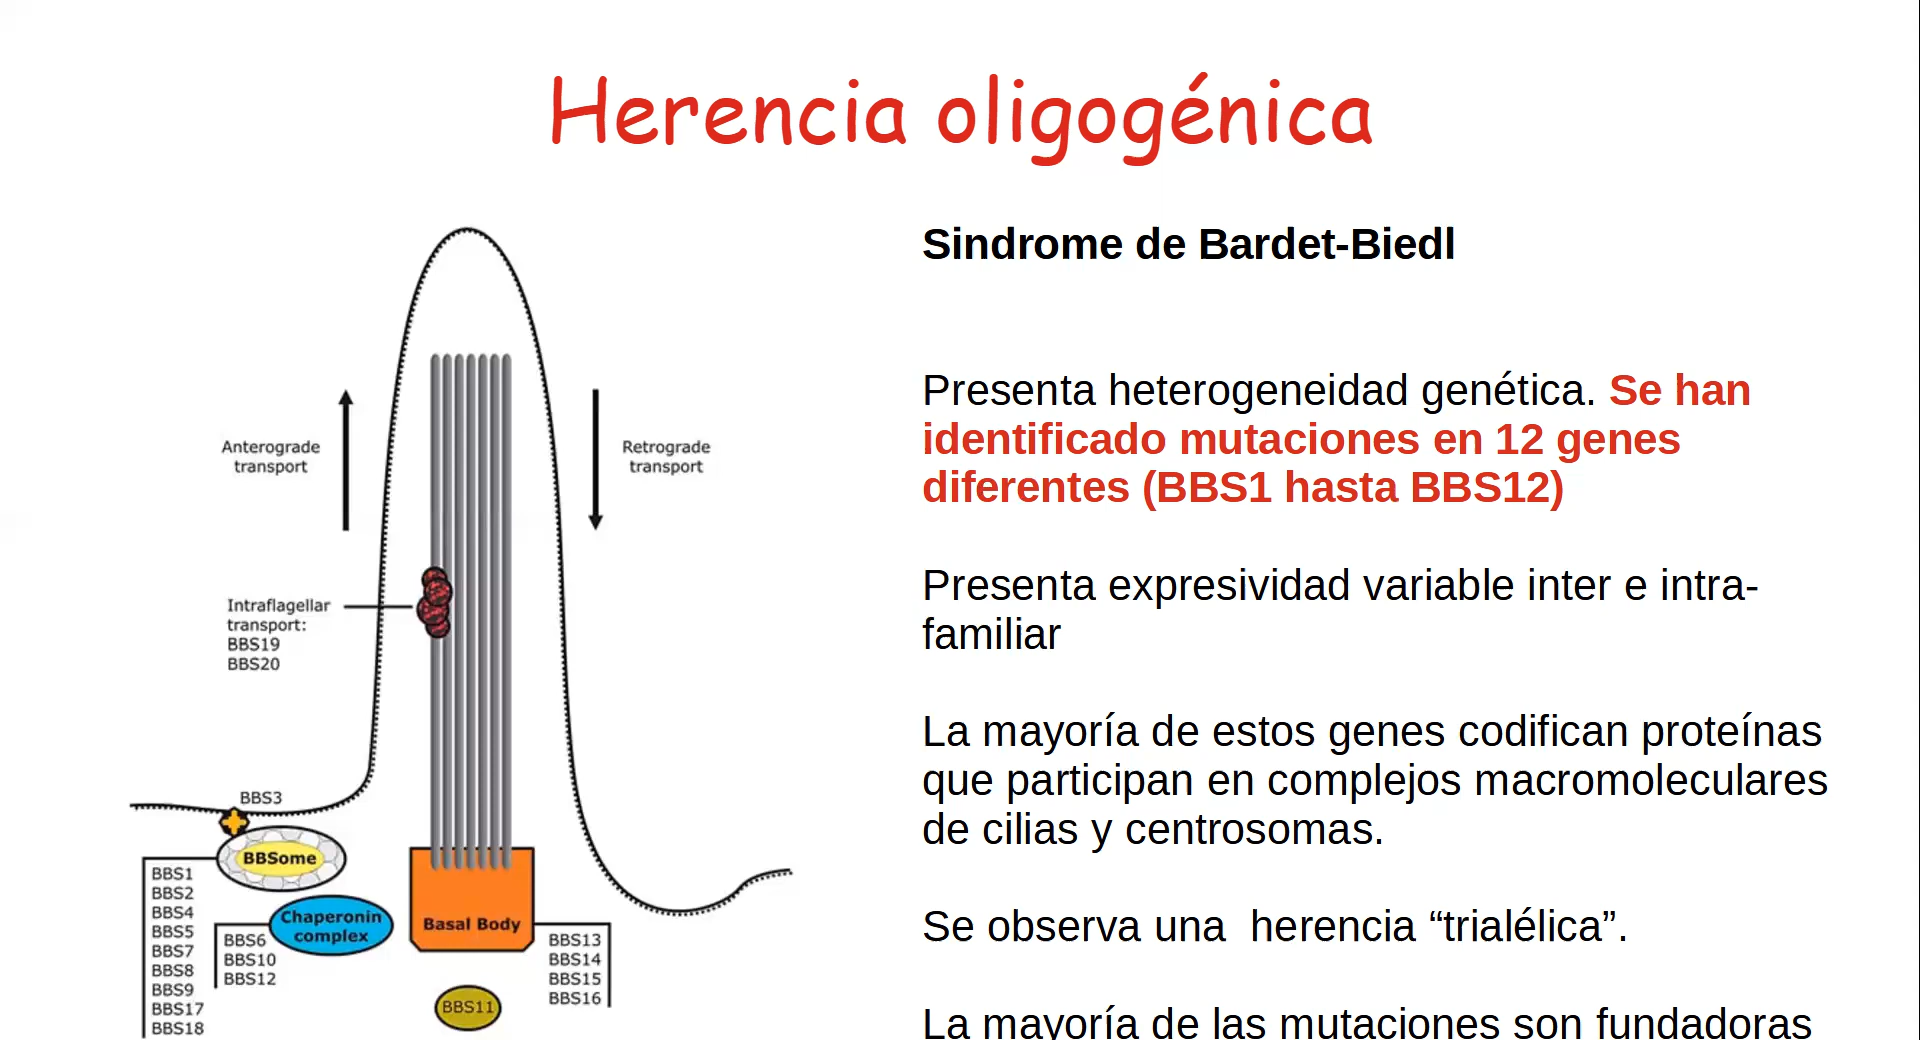 Herencia oligogénica
Anterograde
transport
Retrograde
transport
Intraflagellar
transport:
BBS19
BBS20
BBS3
BBSome
BBS1
BBS2
BBS4
BBS5
BBS7
BBS8
BBS9
BBS17
BBS18
Chaperonin
complex
BBS6
BBS10
BBS12
Basal Body
BBS13
BBS14
BBS15
BBS16
BBS11
Sindrome de Bardet-Biedl
Presenta heterogeneidad genética. Se han
identificado mutaciones en 12 genes
diferentes (BBS1 hasta BBS12)
Presenta expresividad variable inter e intra-
familiar
La mayoría de estos genes codifican proteínas
que participan en complejos macromoleculares
de cilias y centrosomas.
Se observa una  herencia “trialélica”.
La mayoría de las mutaciones son fundadoras